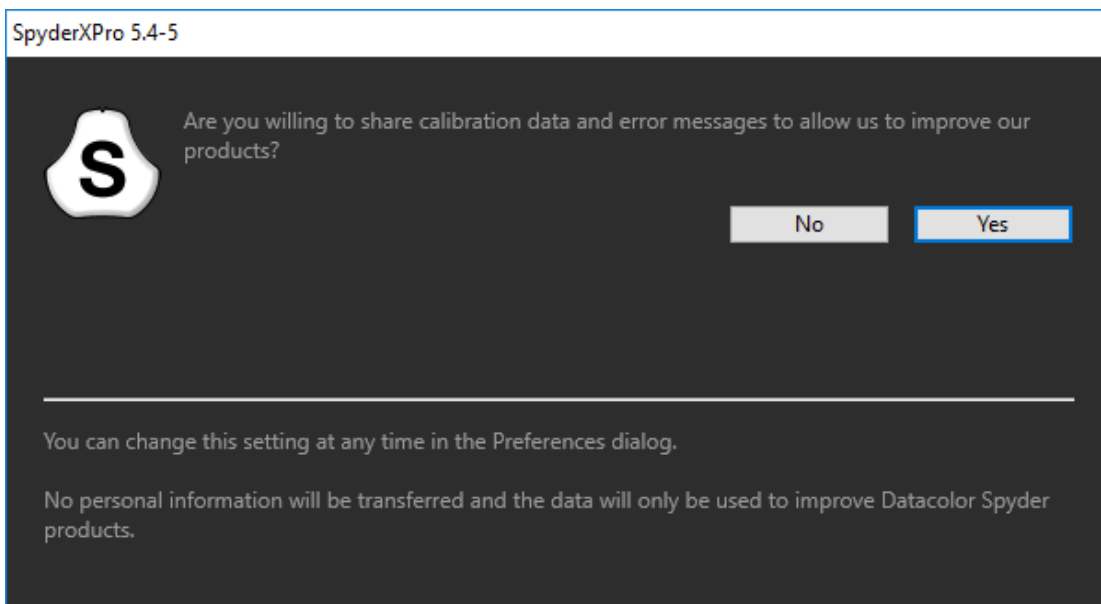 SpyderXPro 5.4-5
Are you willing to share calibration data and error messages to allow us to improve our
products?
S
No
Yes
You can change this setting at any time in the Preferences dialog.
No personal information will be transferred and the data will only be used to improve Datacolor Spyder
products.